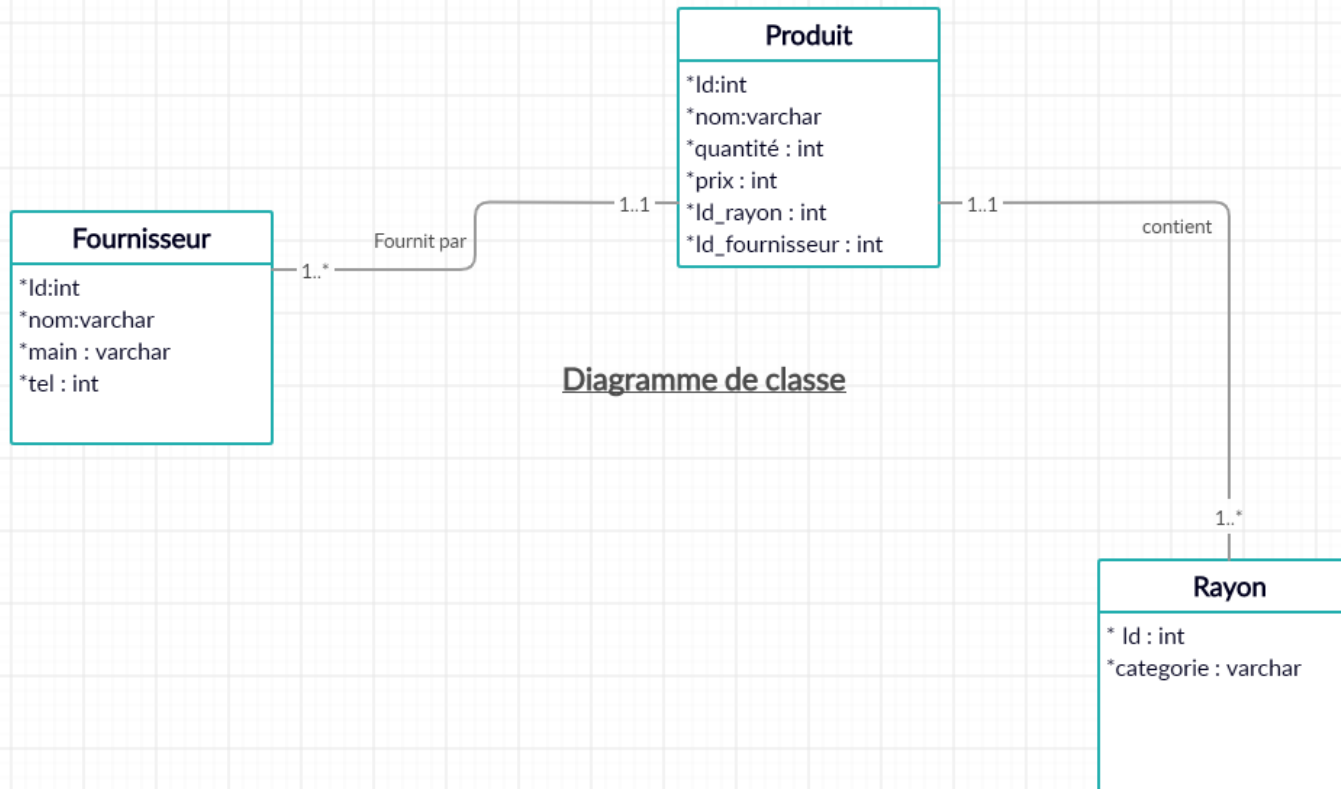 Produit
*Id:int
*nom:varchar
*quantité : int
*prix : int
*Id_rayon : int
*Id_fournisseur : int
1..1
1..1
contient
Fournit par
1..*
Fournisseur
*Id:int
*nom:varchar
*main : varchar
*tel : int
Diagramme de classe
1..*
Rayon
* Id : int
*categorie : varchar